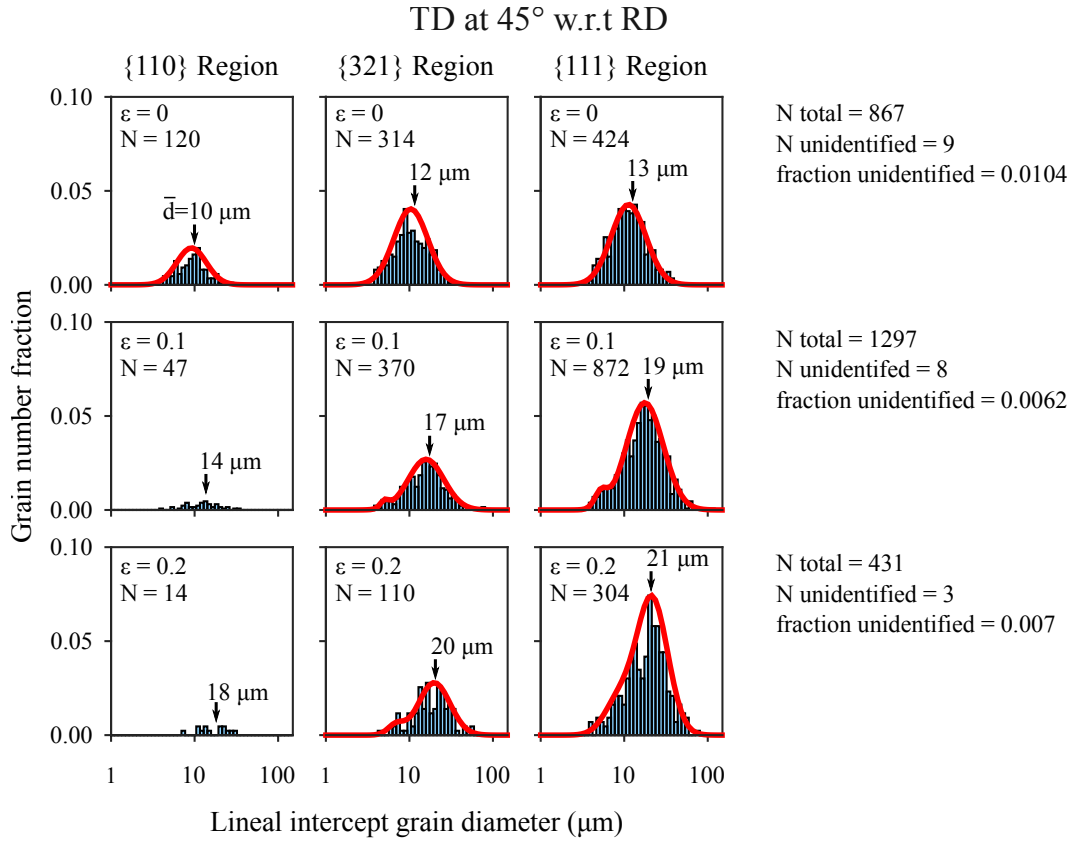 TD at 45° w.r.t RD
{110} Region
{321} Region
{111} Region
Grain number fraction
0.10
0.05
0.00
ε = 0
N = 120
d̅=10 μm
ε = 0
N = 314
12 μm
ε = 0
N = 424
13 μm
N total = 867
N unidentified = 9
fraction unidentified = 0.0104
0.10
0.05
0.00
ε = 0.1
N = 47
14 μm
ε = 0.1
N = 370
17 μm
ε = 0.1
N = 872
19 μm
N total = 1297
N unidentifed = 8
fraction unidentified = 0.0062
0.10
0.05
0.00
ε = 0.2
N = 14
18 μm
ε = 0.2
N = 110
20 μm
ε = 0.2
N = 304
21 μm
N total = 431
N unidentified = 3
fraction unidentified = 0.007
1 10 100
1 10 100
1 10 100
Lineal intercept grain diameter (μm)